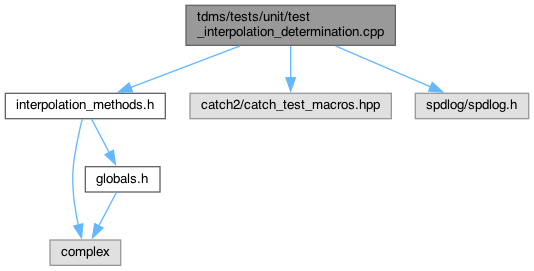 tdms/tests/unit/test
_interpolation_determination.cpp
interpolation_methods.h
catch2/catch_test_macros.hpp
spdlog/spdlog.h
globals.h
complex